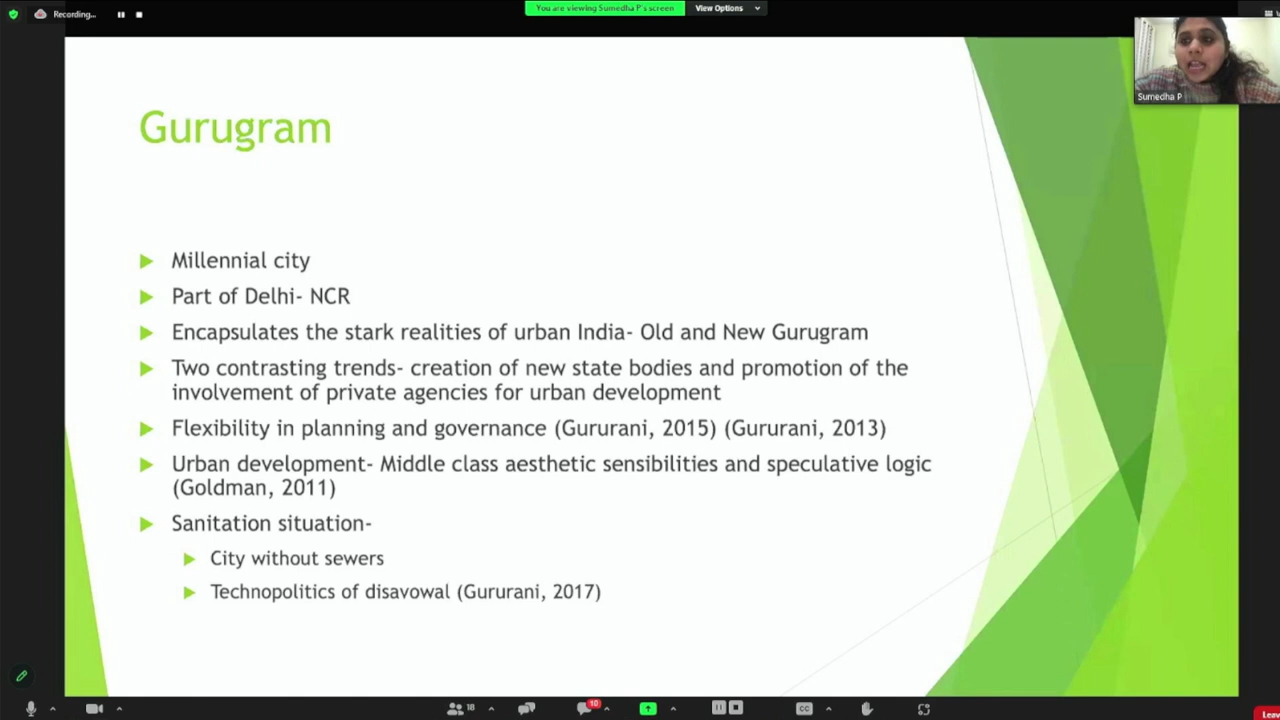 Recording...
You are viewing Sumedha P's screen
View Options
Sumedha P
Gurugram
Millennial city
Part of Delhi- NCR
Encapsulates the stark realities of urban India- Old and New Gurugram
Two contrasting trends- creation of new state bodies and promotion of the
involvement of private agencies for urban development
Flexibility in planning and governance (Gururani, 2015) (Gururani, 2013)
Urban development- Middle class aesthetic sensibilities and speculative logic
(Goldman, 2011)
Sanitation situation-
City without sewers
Technopolitics of disavowal (Gururani, 2017)
18
10
CC